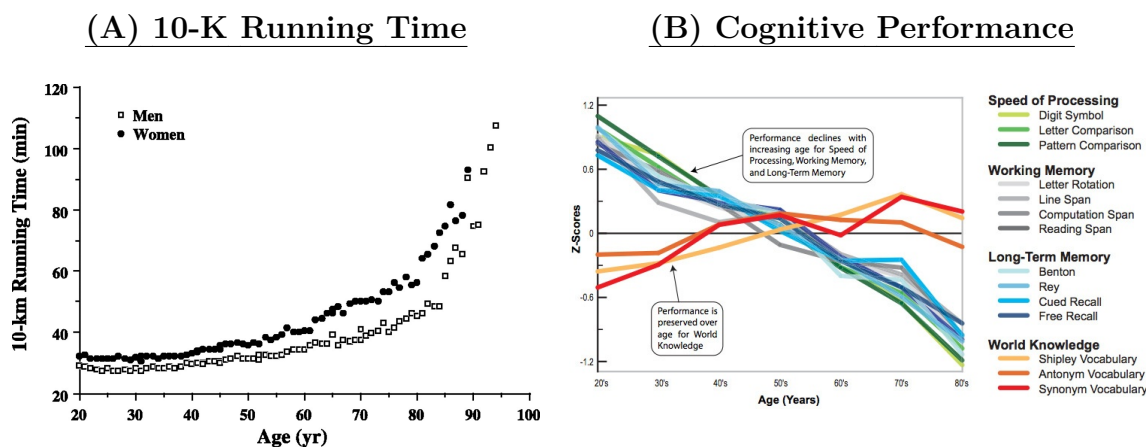 (A) 10-K Running Time
10-km Running Time (min)
120
100
80
60
40
20
Men
Women
20
30
40
50
60
70
80
90
100
Age (yr)
(B) Cognitive Performance
Z-Scores
1.2
0.6
0
-0.6
-1.2
Performance declines with
increasing age for Speed of
Processing, Working Memory,
and Long-Term Memory
Performance is
preserved over
age for World
Knowledge
20's
30's
40's
50's
60's
70's
80's
Age (Years)
Speed of Processing
Digit Symbol
Letter Comparison
Pattern Comparison
Working Memory
Letter Rotation
Line Span
Computation Span
Reading Span
Long-Term Memory
Benton
Rey
Cued Recall
Free Recall
World Knowledge
Shipley Vocabulary
Antonym Vocabulary
Synonym Vocabulary